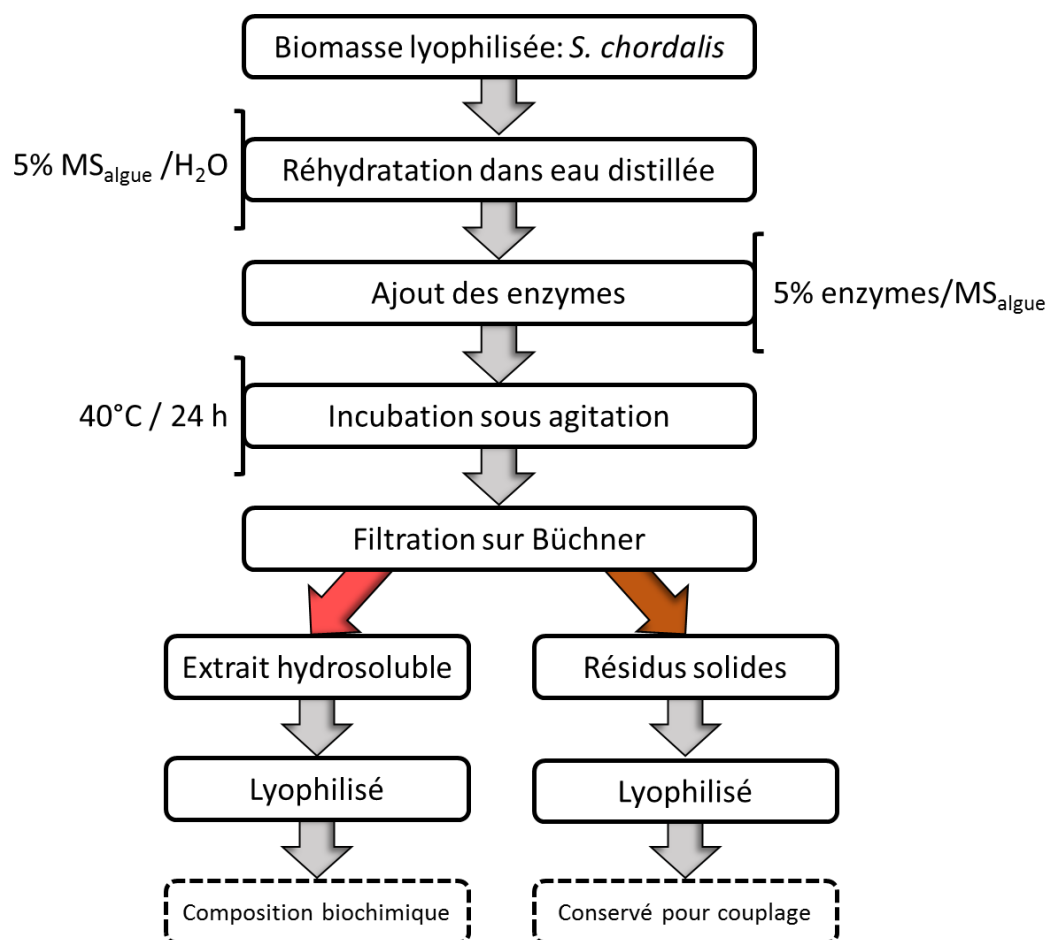 Biomasse lyophilisée: S. chordalis
5% MSalgue /H2O
Réhydratation dans eau distillée
Ajout des enzymes
5% enzymes/MSalgue
40°C / 24 h
Incubation sous agitation
Filtration sur Büchner
Extrait hydrosoluble
Résidus solides
Lyophilisé
Lyophilisé
Composition biochimique
Conservé pour couplage